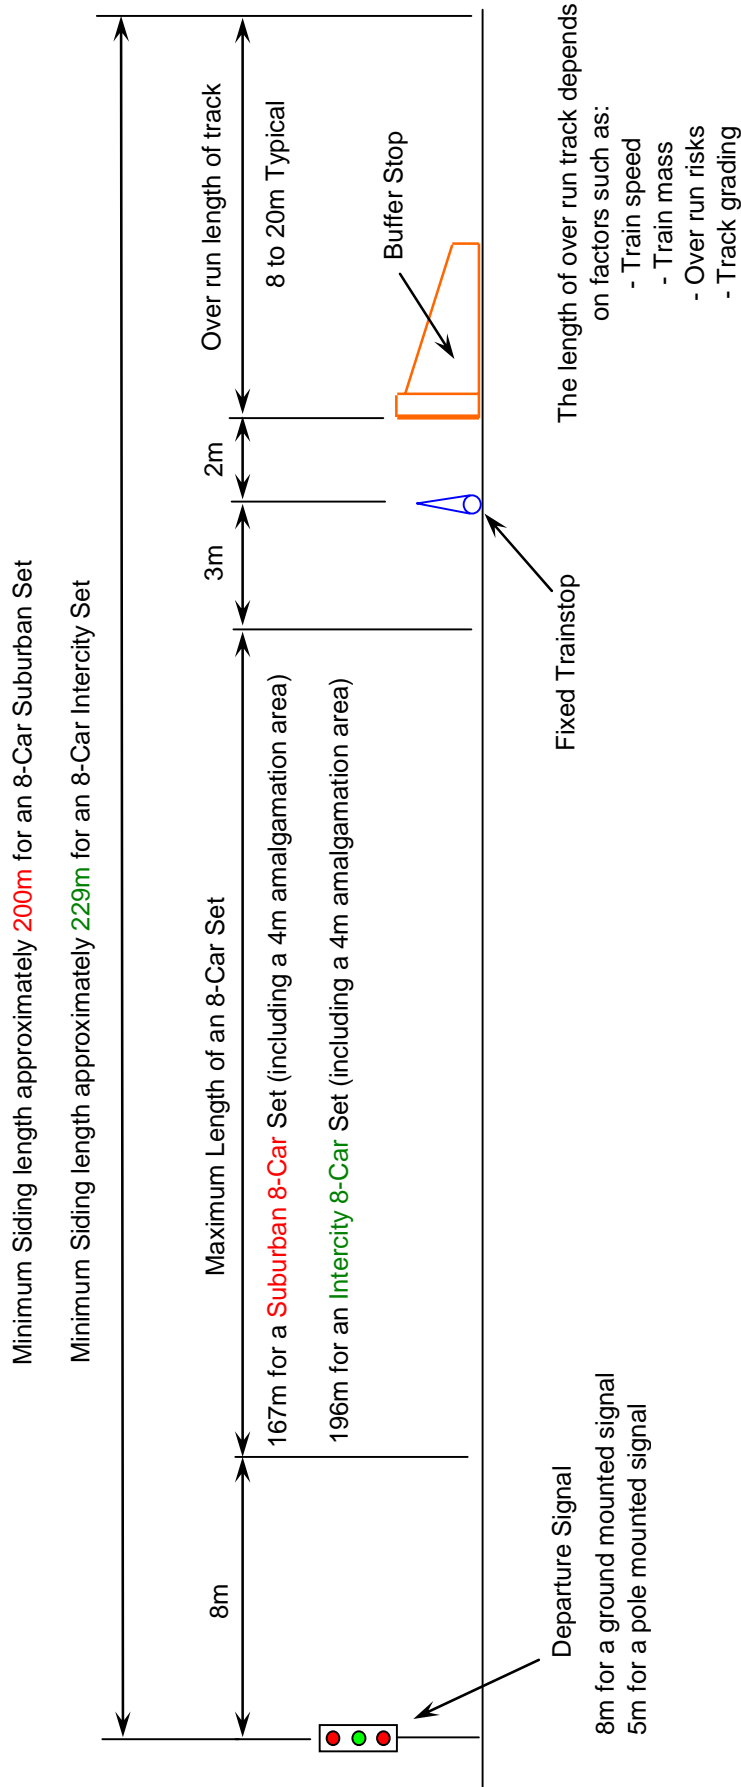 Minimum Siding length approximately 200m for an 8-Car Suburban Set
Minimum Siding length approximately 229m for an 8-Car Intercity Set
8m
Maximum Length of an 8-Car Set
3m
2m
Over run length of track
167m for a Suburban 8-Car Set (including a 4m amalgamation area)
8 to 20m Typical
196m for an Intercity 8-Car Set (including a 4m amalgamation area)
Buffer Stop
Departure Signal
8m for a ground mounted signal
5m for a pole mounted signal
Fixed Trainstop
The length of over run track depends
on factors such as:
- Train speed
- Train mass
- Over run risks
- Track grading